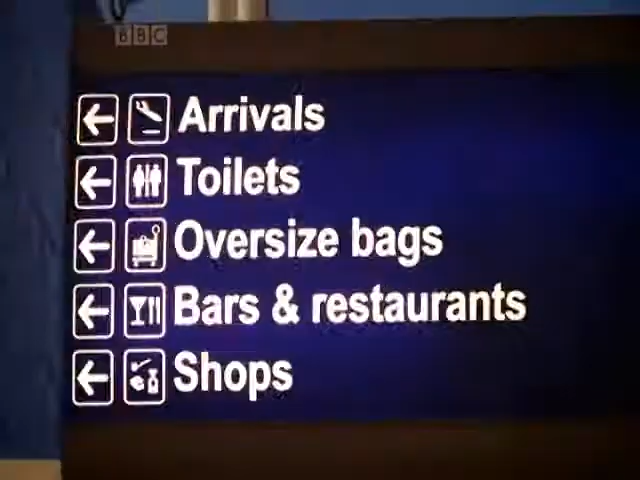 BBC
Arrivals
Toilets
Oversize bags
Bars & restaurants
Shops